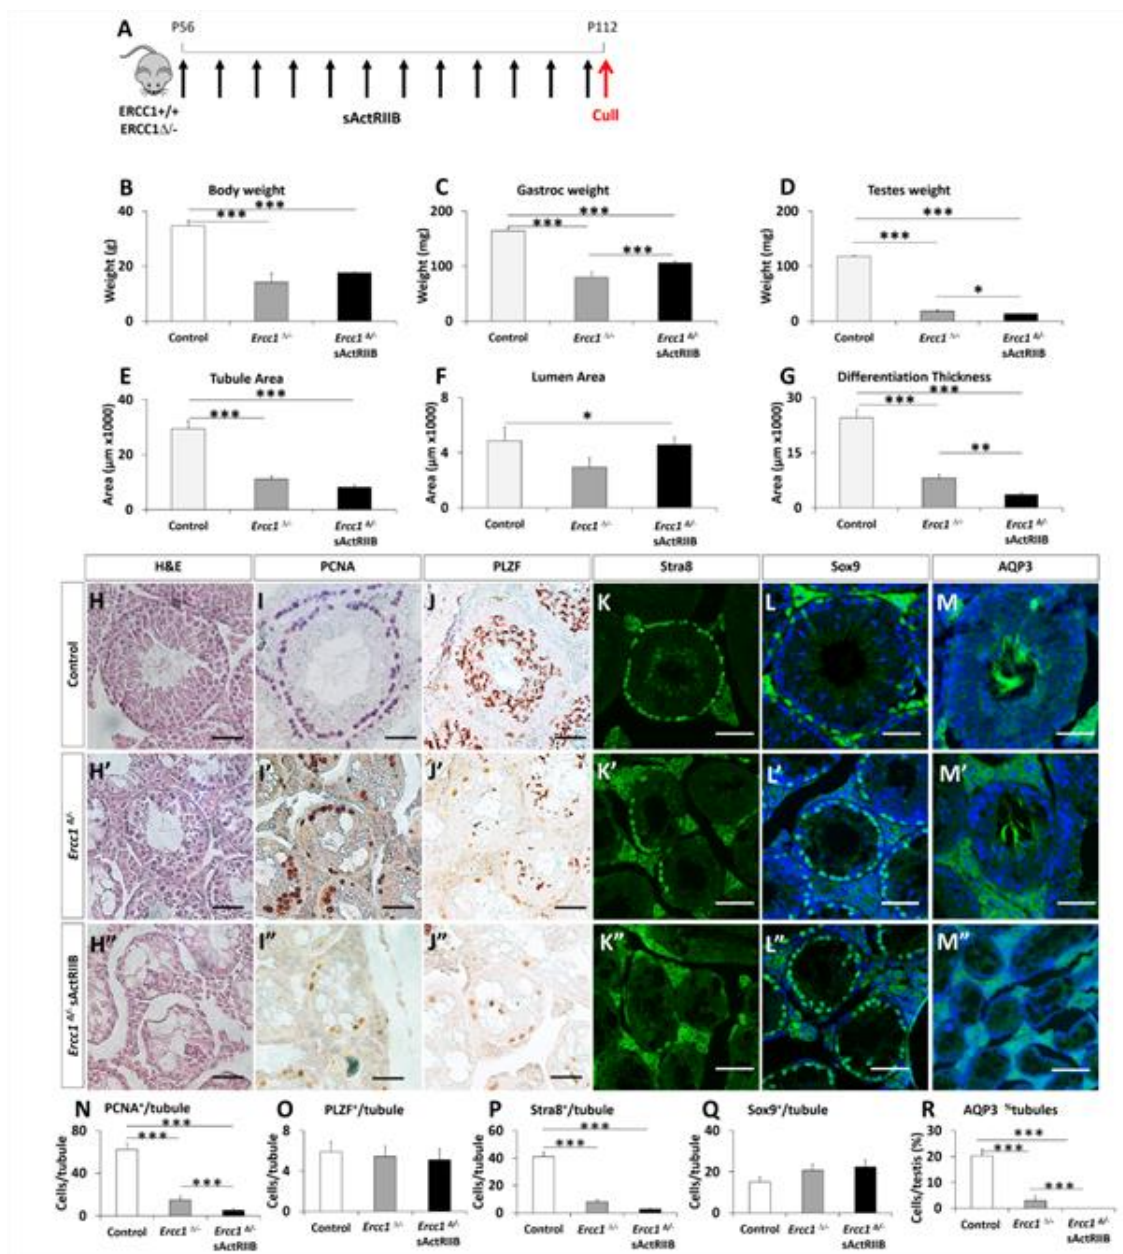 A
P56
P112
ERCC1+/+
ERCC1Δ/-
sActRIIB
Cull
B
Body weight
***
***
Weight (g)
40
20
0
Control
Ercc1 Δ/-
Ercc1 Δ/-
sActRIIB
C
Gastroc weight
***
***
***
Weight (mg)
200
100
0
Control
Ercc1 Δ/-
Ercc1 Δ/-
sActRIIB
D
Testes weight
***
***
*
Weight (mg)
200
100
0
Control
Ercc1 Δ/-
Ercc1 Δ/-
sActRIIB
E
Tubule Area
***
***
Area (µm x1000)
40
20
0
Control
Ercc1 Δ/-
Ercc1 Δ/-
sActRIIB
F
Lumen Area
*
Area (µm x1000)
8
4
0
Control
Ercc1 Δ/-
Ercc1 Δ/-
sActRIIB
G
Differentiation Thickness
***
***
**
Area (µm x1000)
30
15
0
Control
Ercc1 Δ/-
Ercc1 Δ/-
sActRIIB
H&E
PCNA
PLZF
Stra8
Sox9
AQP3
Control
H
I
J
K
L
M
Ercc1 Δ/-
H'
I'
J'
K'
L'
M'
Ercc1 Δ/- sActRIIB
H"
I"
J"
K"
L"
M"
N
PCNA+/tubule
***
***
***
Cells/tubule
80
40
0
Control
Ercc1 Δ/-
Ercc1 Δ/-
sActRIIB
O
PLZF+/tubule
Cells/tubule
8
4
0
Control
Ercc1 Δ/-
Ercc1 Δ/-
sActRIIB
P
Stra8+/tubule
***
***
Cells/tubule
60
40
20
0
Control
Ercc1 Δ/-
Ercc1 Δ/-
sActRIIB
Q
Sox9+/tubule
Cells/tubule
40
20
0
Control
Ercc1 Δ/-
Ercc1 Δ/-
sActRIIB
R
AQP3 % tubules
***
***
***
Cells/testis (%)
30
20
10
0
Control
Ercc1 Δ/-
Ercc1 Δ/-
sActRIIB